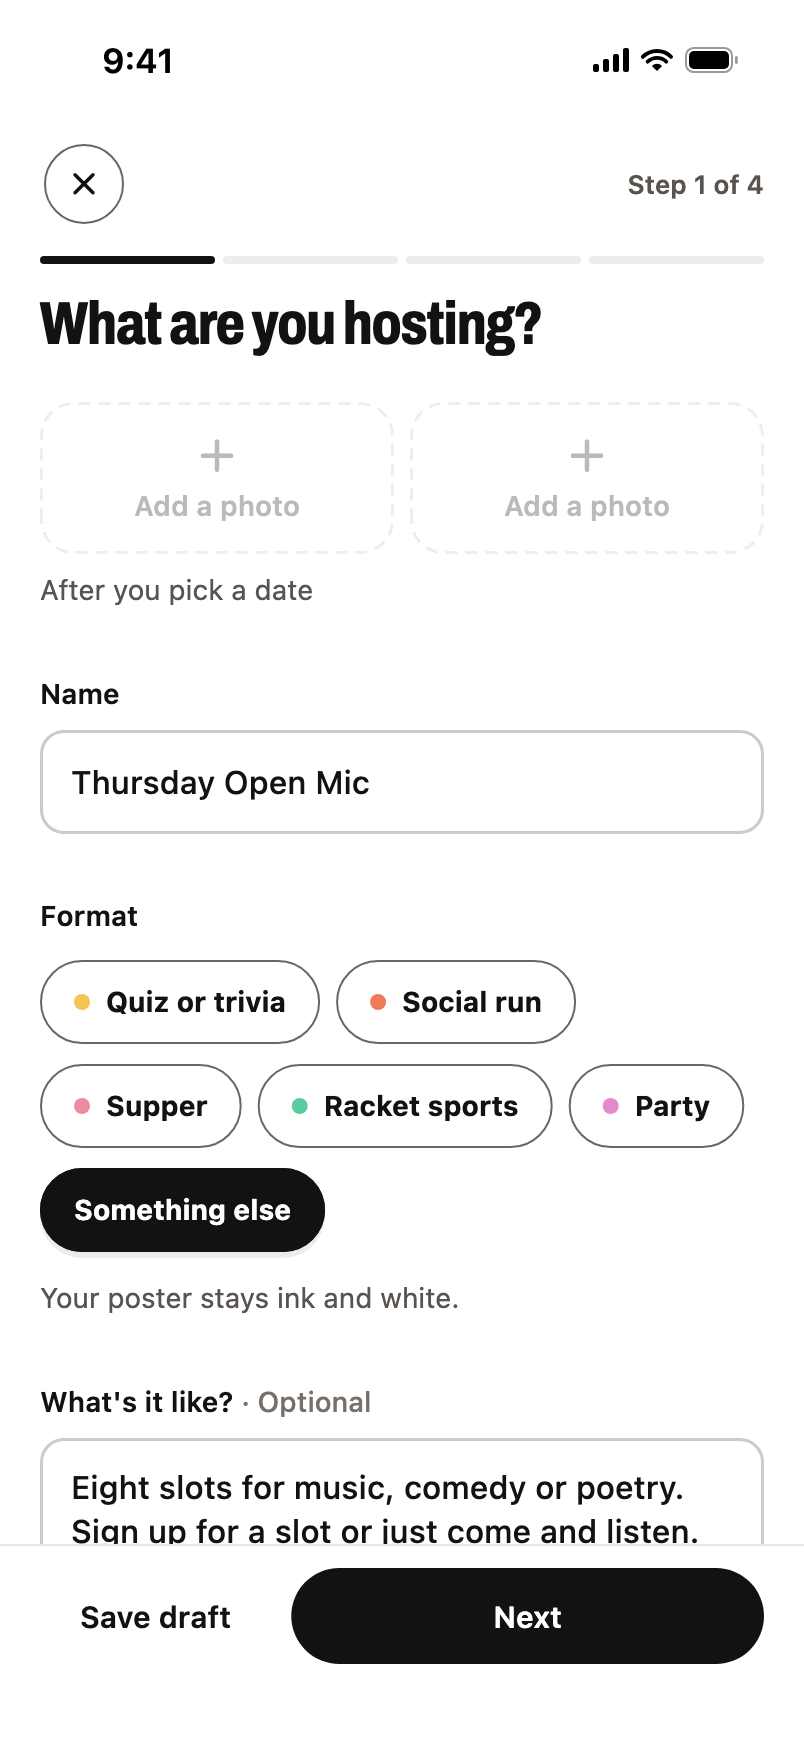 9:41
Step 1 of 4
What are you hosting?
Add a photo
Add a photo
After you pick a date
Name
Thursday Open Mic
Format
Quiz or trivia
Social run
Supper
Racket sports
Party
Something else
Your poster stays ink and white.
What's it like? · Optional
Eight slots for music, comedy or poetry.
Sign up for a slot or just come and listen.
Save draft
Next